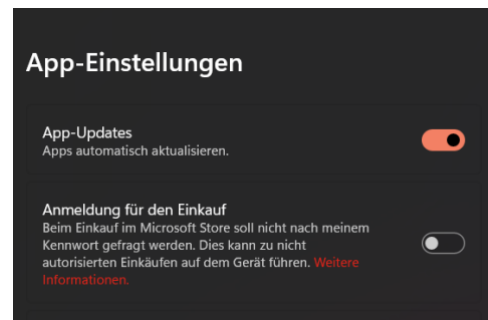 App-Einstellungen
App-Updates
Apps automatisch aktualisieren.
Anmeldung für den Einkauf
Beim Einkauf im Microsoft Store soll nicht nach meinem
Kennwort gefragt werden. Dies kann zu nicht
autorisierten Einkäufen auf dem Gerät führen. Weitere
Informationen.